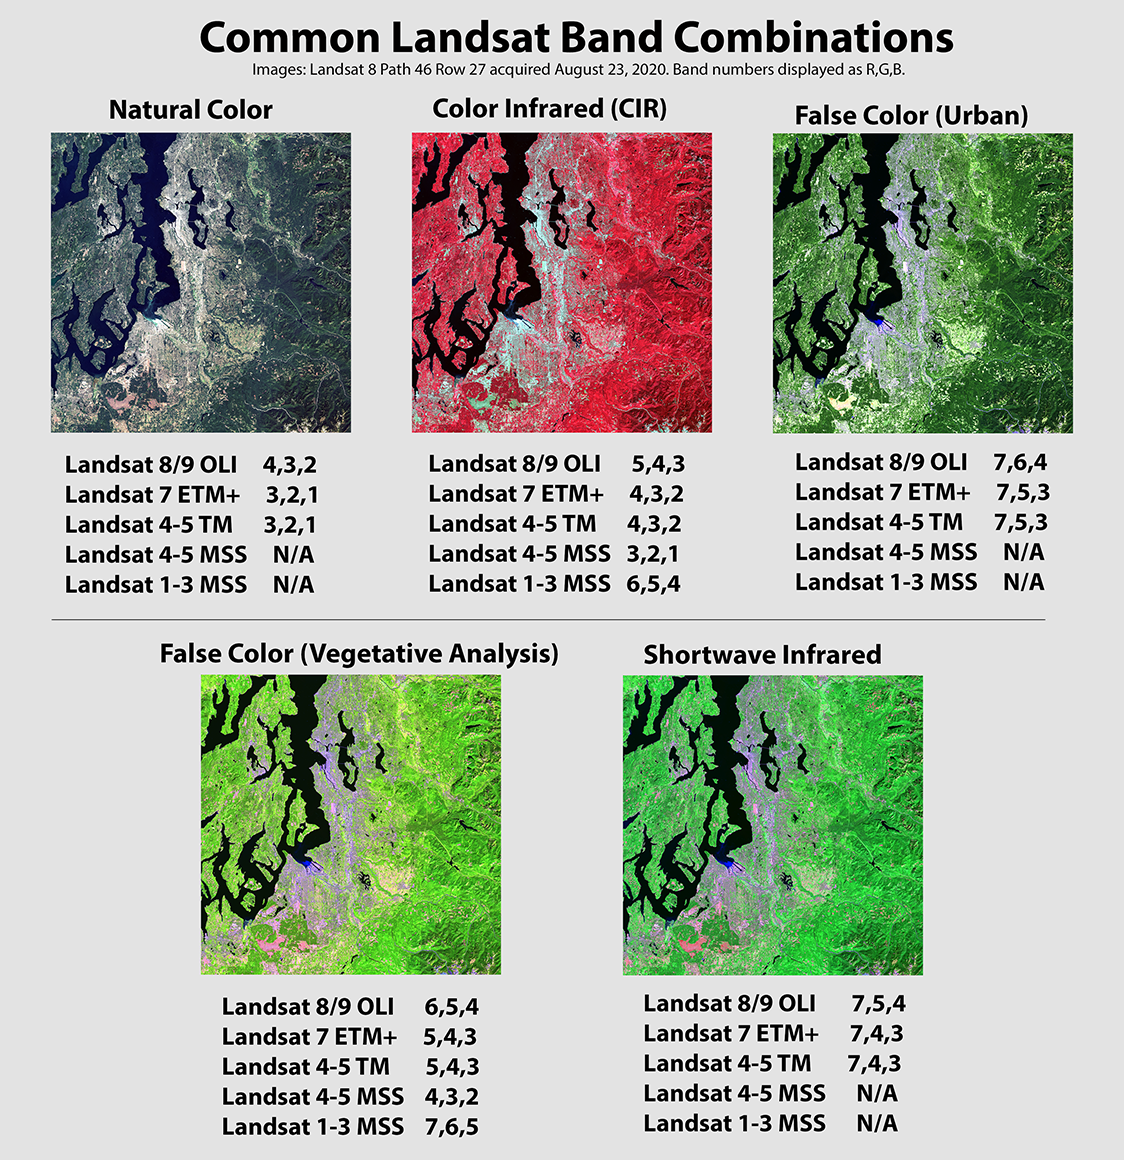 Common Landsat Band Combinations
Images: Landsat 8 Path 46 Row 27 acquired August 23, 2020. Band numbers displayed as R,G,B.
Natural Color
Landsat 8/9 OLI 4,3,2
Landsat 7 ETM+ 3,2,1
Landsat 4-5 TM 3,2,1
Landsat 4-5 MSS N/A
Landsat 1-3 MSS N/A
Color Infrared (CIR)
Landsat 8/9 OLI 5,4,3
Landsat 7 ETM+ 4,3,2
Landsat 4-5 TM 4,3,2
Landsat 4-5 MSS 3,2,1
Landsat 1-3 MSS 6,5,4
False Color (Urban)
Landsat 8/9 OLI 7,6,4
Landsat 7 ETM+ 7,5,3
Landsat 4-5 TM 7,5,3
Landsat 4-5 MSS N/A
Landsat 1-3 MSS N/A
False Color (Vegetative Analysis)
Landsat 8/9 OLI 6,5,4
Landsat 7 ETM+ 5,4,3
Landsat 4-5 TM 5,4,3
Landsat 4-5 MSS 4,3,2
Landsat 1-3 MSS 7,6,5
Shortwave Infrared
Landsat 8/9 OLI 7,5,4
Landsat 7 ETM+ 7,4,3
Landsat 4-5 TM 7,4,3
Landsat 4-5 MSS N/A
Landsat 1-3 MSS N/A